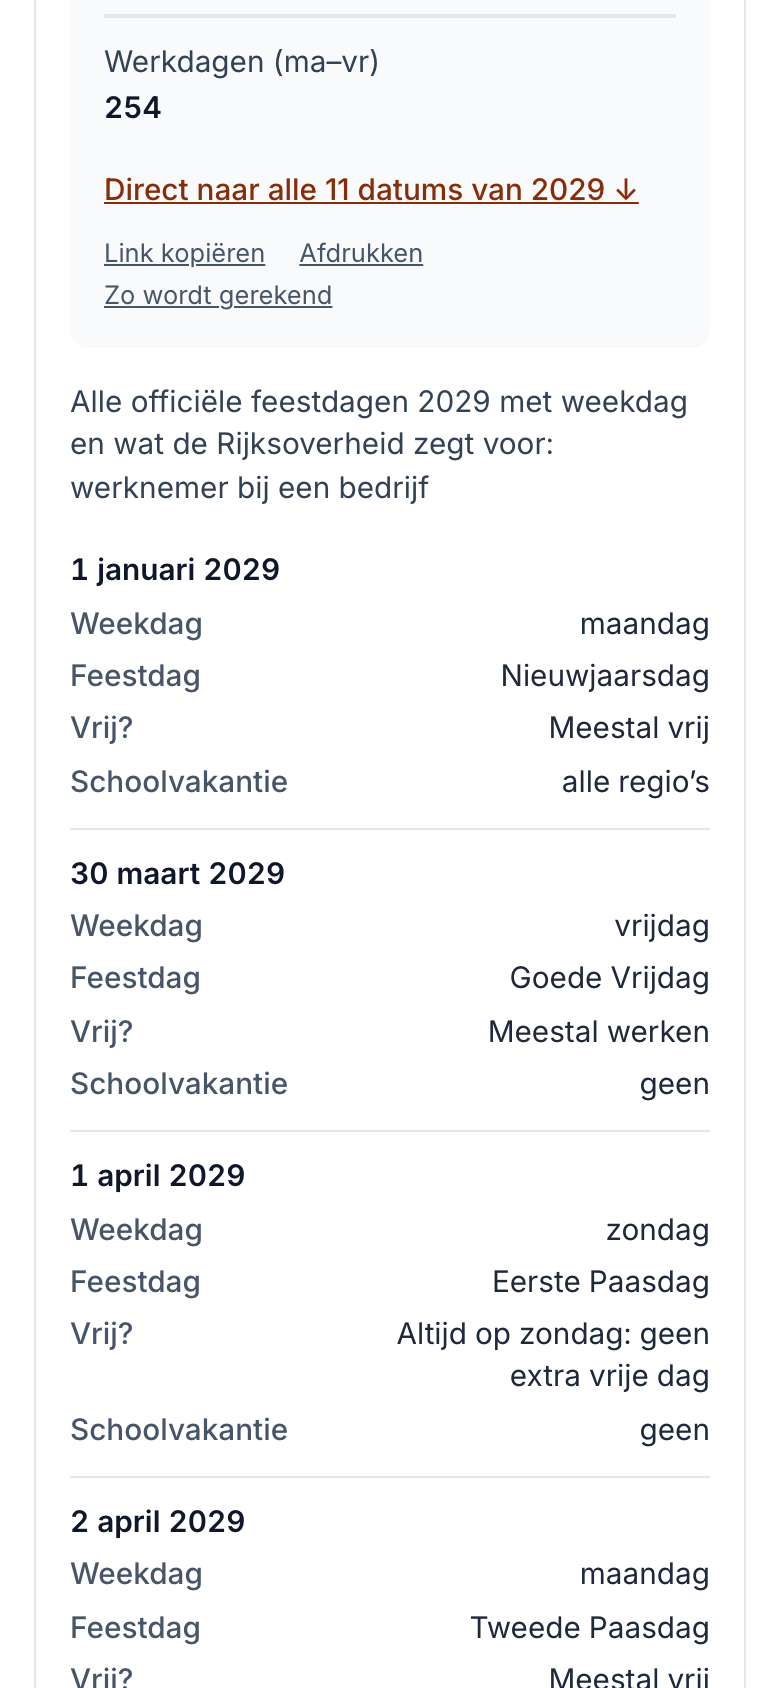 Werkdagen (ma–vr)
254
Direct naar alle 11 datums van 2029 ↓
Link kopiëren Afdrukken
Zo wordt gerekend
Alle officiële feestdagen 2029 met weekdag
en wat de Rijksoverheid zegt voor:
werknemer bij een bedrijf
1 januari 2029
Weekdag maandag
Feestdag Nieuwjaarsdag
Vrij? Meestal vrij
Schoolvakantie alle regio’s
30 maart 2029
Weekdag vrijdag
Feestdag Goede Vrijdag
Vrij? Meestal werken
Schoolvakantie geen
1 april 2029
Weekdag zondag
Feestdag Eerste Paasdag
Vrij? Altijd op zondag: geen
extra vrije dag
Schoolvakantie geen
2 april 2029
Weekdag maandag
Feestdag Tweede Paasdag
Vrij? Meestal vrij